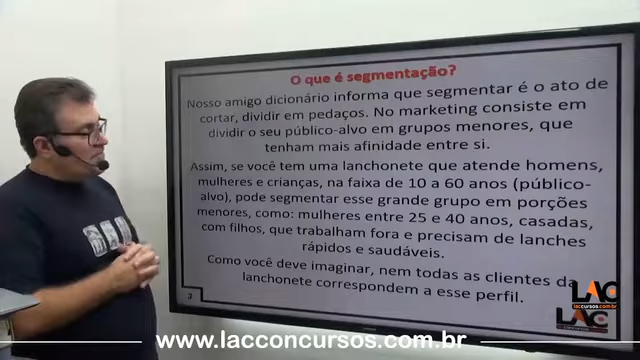 O que é segmentação?
Nosso amigo dicionário informa que segmentar é o ato de
cortar, dividir em pedaços. No marketing consiste em
dividir o seu público-alvo em grupos menores, que
tenham mais afinidade entre si.
Assim, se você tem uma lanchonete que atende homens,
mulheres e crianças, na faixa de 10 a 60 anos (público-
alvo), pode segmentar esse grande grupo em porções
menores, como: mulheres entre 25 e 40 anos, casadas,
com filhos, que trabalham fora e precisam de lanches
rápidos e saudáveis.
Como você deve imaginar, nem todas as clientes da
lanchonete correspondem a esse perfil.
2
LAC
laccursos.com.br
LAC
concursos
www.lacconcursos.com.br